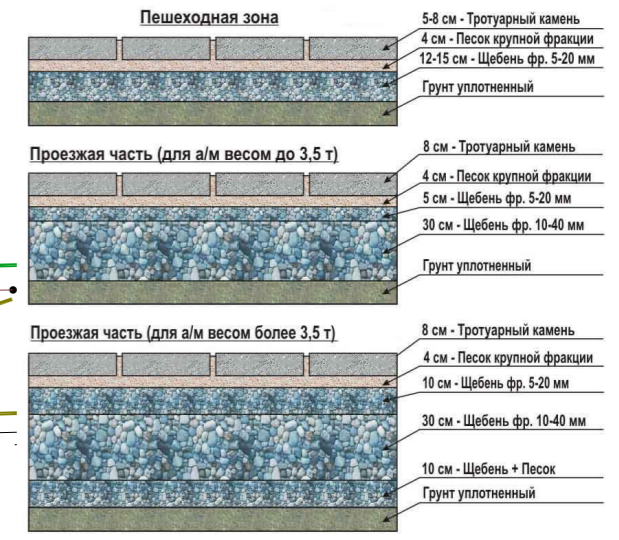 Пешеходная зона
5-8 см - Тротуарный камень
4 см - Песок крупной фракции
12-15 см - Щебень фр. 5-20 мм
Грунт уплотненный
Проезжая часть (для а/м весом до 3,5 т)
8 см - Тротуарный камень
4 см - Песок крупной фракции
5 см - Щебень фр. 5-20 мм
30 см - Щебень фр. 10-40 мм
Грунт уплотненный
Проезжая часть (для а/м весом более 3,5 т)
8 см - Тротуарный камень
4 см - Песок крупной фракции
10 см - Щебень фр. 5-20 мм
30 см - Щебень фр. 10-40 мм
10 см - Щебень + Песок
Грунт уплотненный